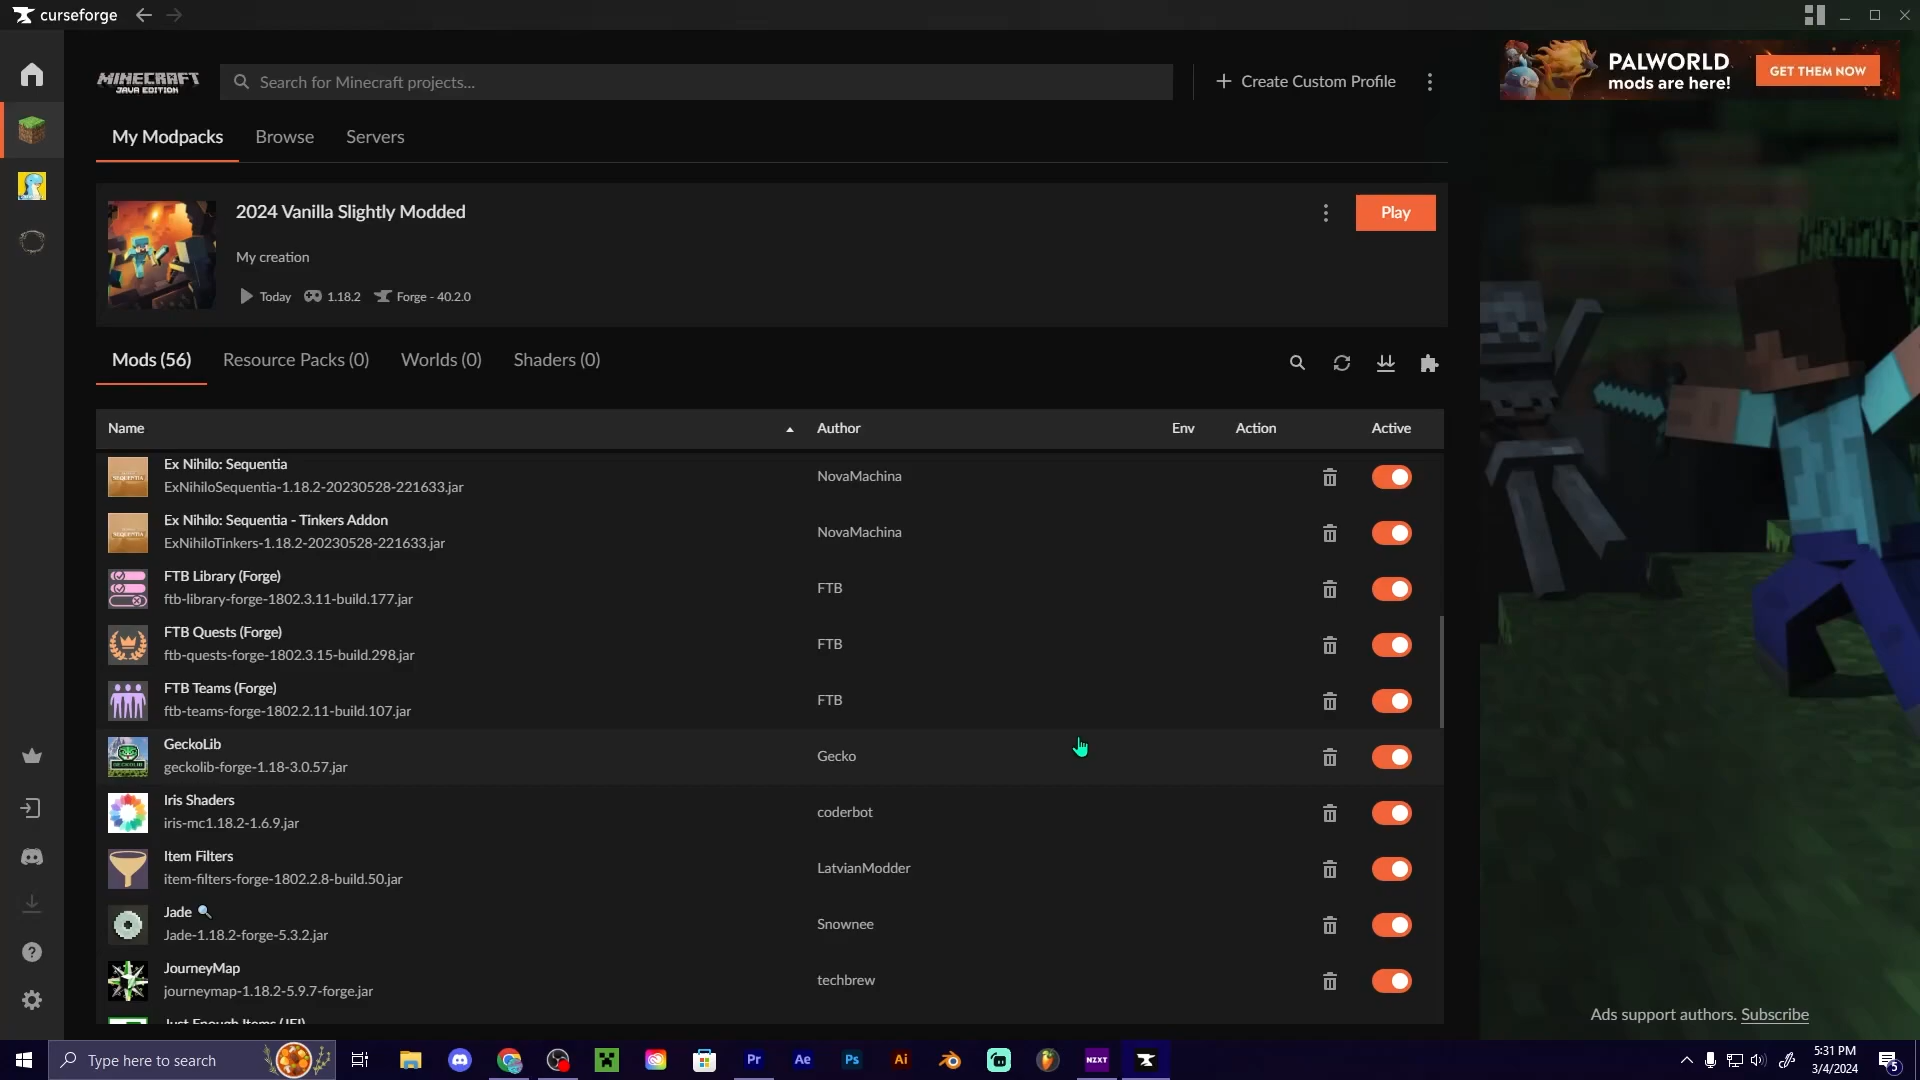 curseforge
MINECRAFT
JAVA EDITION
Search for Minecraft projects...
Create Custom Profile
PALWORLD
mods are here!
GET THEM NOW
My Modpacks
Browse
Servers
2024 Vanilla Slightly Modded
Play
My creation
Today
1.18.2
Forge - 40.2.0
Mods (56)
Resource Packs (0)
Worlds (0)
Shaders (0)
Name
Author
Env
Action
Active
Ex Nihilo: Sequentia
ExNihiloSequentia-1.18.2-20230528-221633.jar
NovaMachina
Ex Nihilo: Sequentia - Tinkers Addon
ExNihiloTinkers-1.18.2-20230528-221633.jar
NovaMachina
FTB Library (Forge)
ftb-library-forge-1802.3.11-build.177.jar
FTB
FTB Quests (Forge)
ftb-quests-forge-1802.3.15-build.298.jar
FTB
FTB Teams (Forge)
ftb-teams-forge-1802.2.11-build.107.jar
FTB
GeckoLib
geckolib-forge-1.18-3.0.57.jar
Gecko
Iris Shaders
iris-mc1.18.2-1.6.9.jar
coderbot
Item Filters
item-filters-forge-1802.2.8-build.50.jar
LatvianModder
Jade
Jade-1.18.2-forge-5.3.2.jar
Snownee
JourneyMap
journeymap-1.18.2-5.9.7-forge.jar
techbrew
Just Enough Items (JEI)
Ads support authors. Subscribe
Type here to search
Pr
Ae
Ps
Ai
NZXT
5:31 PM
3/4/2024
5